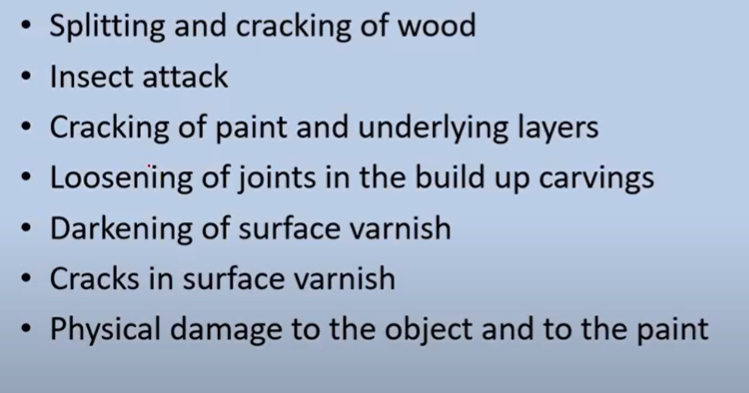 • Splitting and cracking of wood
• Insect attack
• Cracking of paint and underlying layers
• Loosening of joints in the build up carvings
• Darkening of surface varnish
• Cracks in surface varnish
• Physical damage to the object and to the paint